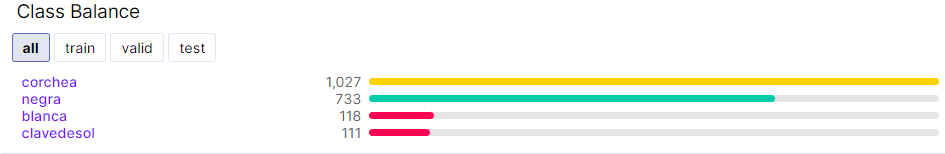 Class Balance
all train valid test
corchea 1,027
negra 733
blanca 118
clavedesol 111